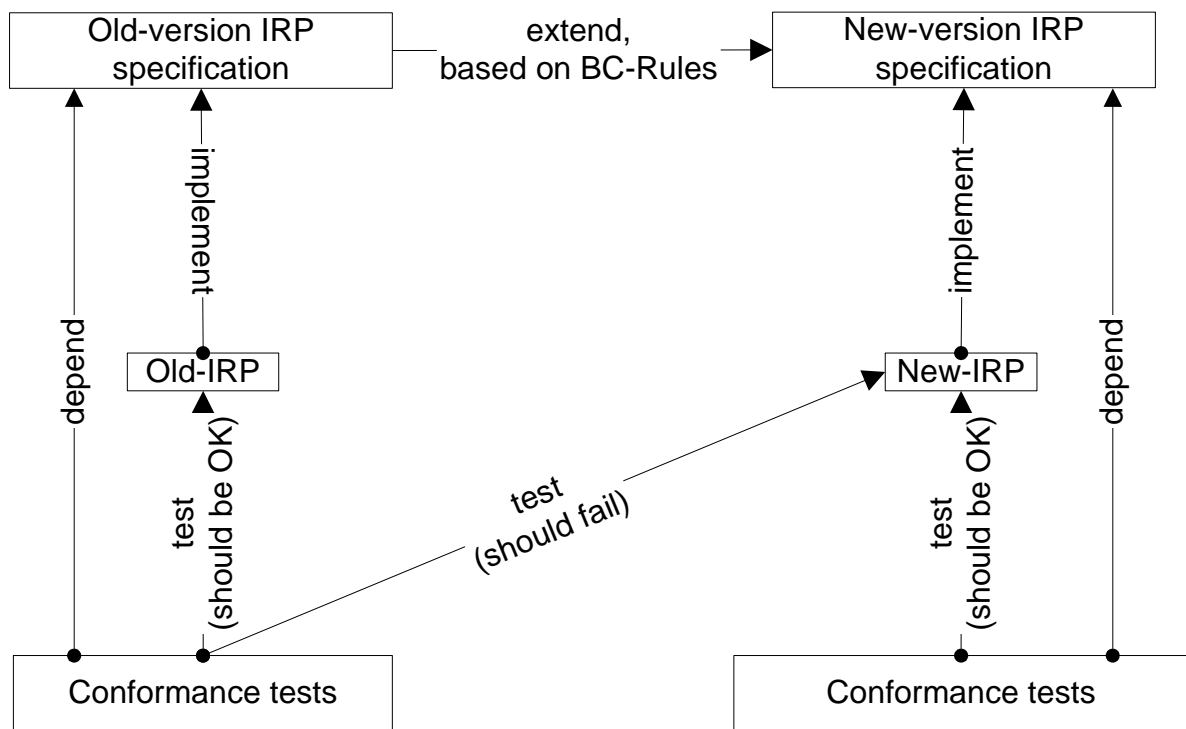 Old-version IRP
specification
extend,
based on BC-Rules
New-version IRP
specification
implement
implement
depend
Old-IRP
New-IRP
depend
test
(should be OK)
test
(should fail)
test
(should be OK)
Conformance tests
Conformance tests